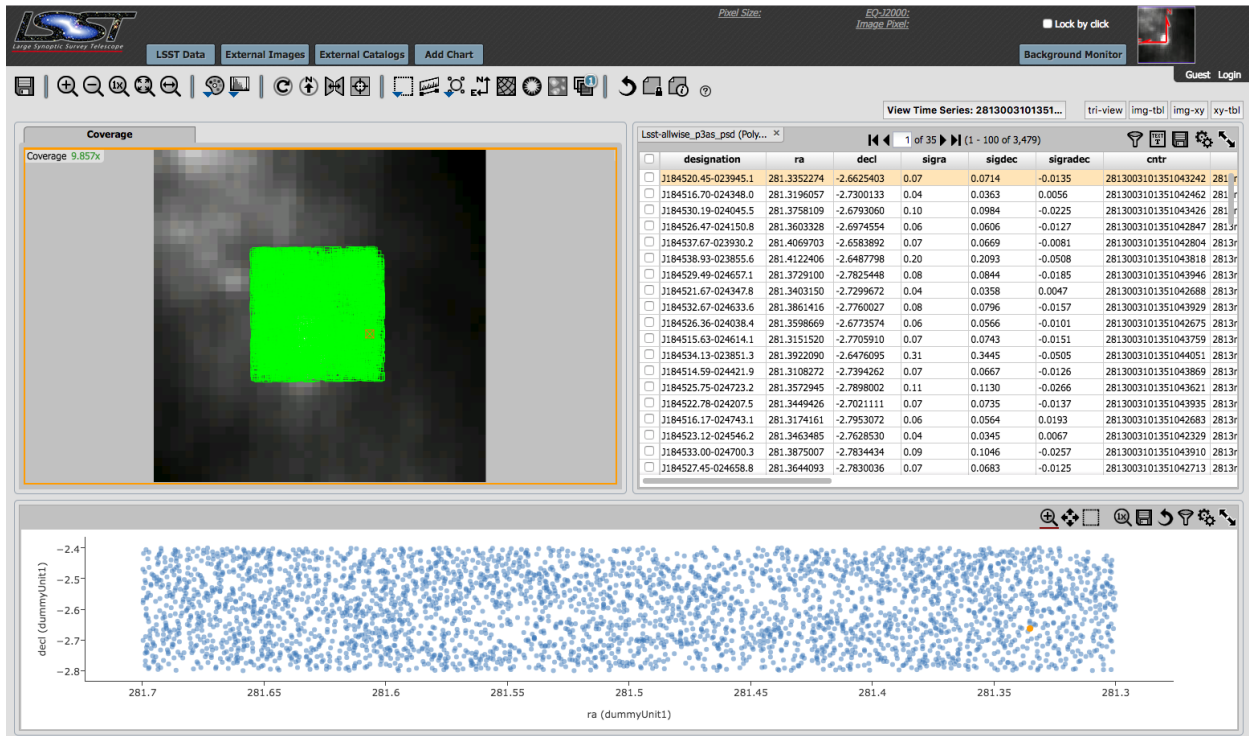 LSST
Large Synoptic Survey Telescope
Pixel Size:
EQ-J2000:
Image Pixel:
Lock by click
LSST Data External Images External Catalogs Add Chart Background Monitor
Guest Login
View Time Series: 2813003101351... tri-view img-tbl img-xy xy-tbl
Coverage
Coverage 9.857x
Lsst-allwise_p3as_psd (Poly... × 1 of 35 (1 - 100 of 3,479)
designation ra decl sigra sigdec sigradec cntr
J184520.45-023945.1 281.3352274 -2.6625403 0.07 0.0714 -0.0135 2813003101351043242
J184516.70-024348.0 281.3196057 -2.7300133 0.04 0.0363 0.0056 2813003101351042462
J184530.19-024045.5 281.3758109 -2.6793060 0.10 0.0984 -0.0225 2813003101351043426
J184526.47-024150.8 281.3603328 -2.6974554 0.06 0.0606 -0.0127 2813003101351042847 2813r
J184537.67-023930.2 281.4069703 -2.6583892 0.07 0.0669 -0.0081 2813003101351042804 2813r
J184538.93-023855.6 281.4122406 -2.6487798 0.20 0.2093 -0.0508 2813003101351043818 2813r
J184529.49-024657.1 281.3729100 -2.7825448 0.08 0.0844 -0.0185 2813003101351043946 2813r
J184521.67-024347.8 281.3403150 -2.7299672 0.04 0.0358 0.0047 2813003101351042688 2813r
J184532.67-024633.6 281.3861416 -2.7760027 0.08 0.0796 -0.0157 2813003101351043929 2813r
J184526.36-024038.4 281.3598669 -2.6773574 0.06 0.0566 -0.0101 2813003101351042675 2813r
J184515.63-024614.1 281.3151520 -2.7705910 0.07 0.0743 -0.0151 2813003101351043759 2813r
J184534.13-023851.3 281.3922090 -2.6476095 0.31 0.3445 -0.0505 2813003101351044051 2813r
J184514.59-024421.9 281.3108272 -2.7394262 0.07 0.0667 -0.0126 2813003101351043869 2813r
J184525.75-024723.2 281.3572945 -2.7898002 0.11 0.1130 -0.0266 2813003101351043621 2813r
J184522.78-024207.5 281.3449426 -2.7021111 0.07 0.0735 -0.0137 2813003101351043935 2813r
J184516.17-024743.1 281.3174161 -2.7953072 0.06 0.0564 0.0193 2813003101351042683 2813r
J184523.12-024546.2 281.3463485 -2.7628530 0.04 0.0345 0.0067 2813003101351042329 2813r
J184533.00-024700.3 281.3875007 -2.7834434 0.09 0.1046 -0.0257 2813003101351043910 2813r
J184527.45-024658.8 281.3644093 -2.7830036 0.07 0.0683 -0.0125 2813003101351042713 2813r
−2.4
−2.5
−2.6
−2.7
−2.8
decl (dummyUnit1)
281.7 281.65 281.6 281.55 281.5 281.45 281.4 281.35 281.3
ra (dummyUnit1)